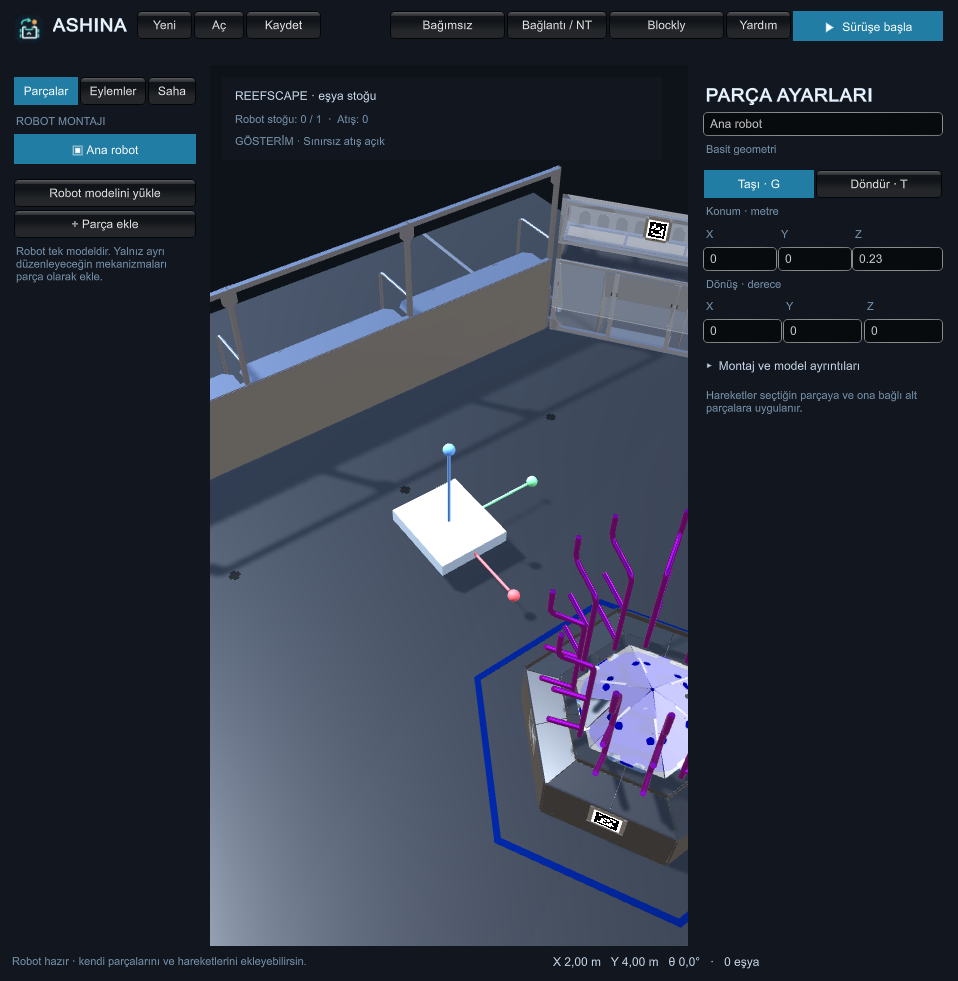 ASHINA
Yeni
Aç
Kaydet
Bağımsız
Bağlantı / NT
Blockly
Yardım
Sürüşe başla
Parçalar
Eylemler
Saha
ROBOT MONTAJI
Ana robot
Robot modelini yükle
+ Parça ekle
Robot tek modeldir. Yalnız ayrı
düzenleyeceğin mekanizmaları
parça olarak ekle.
REEFSCAPE · eşya stoğu
Robot stoğu: 0 / 1 · Atış: 0
GÖSTERİM · Sınırsız atış açık
PARÇA AYARLARI
Ana robot
Basit geometri
Taşı · G
Döndür · T
Konum · metre
X Y Z
0 0 0.23
Dönüş · derece
X Y Z
0 0 0
Montaj ve model ayrıntıları
Hareketler seçtiğin parçaya ve ona bağlı alt
parçalara uygulanır.
Robot hazır · kendi parçalarını ve hareketlerini ekleyebilirsin.
X 2,00 m Y 4,00 m θ 0,0° · 0 eşya